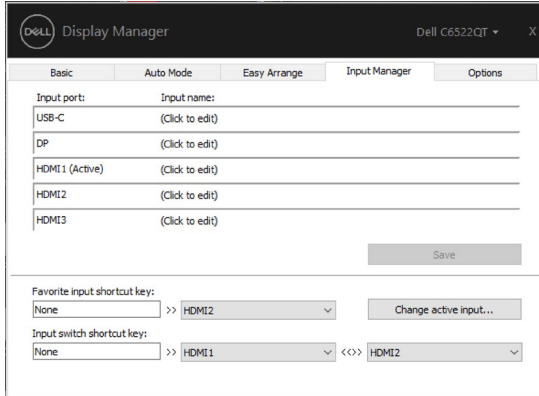 DELL Display Manager Dell C6522QT X
Basic Auto Mode Easy Arrange Input Manager Options
Input port: Input name:
USB-C (Click to edit)
DP (Click to edit)
HDMI1 (Active) (Click to edit)
HDMI2 (Click to edit)
HDMI3 (Click to edit)
Save
Favorite input shortcut key:
None >> HDMI2 Change active input...
Input switch shortcut key:
None >> HDMI1 <<>> HDMI2